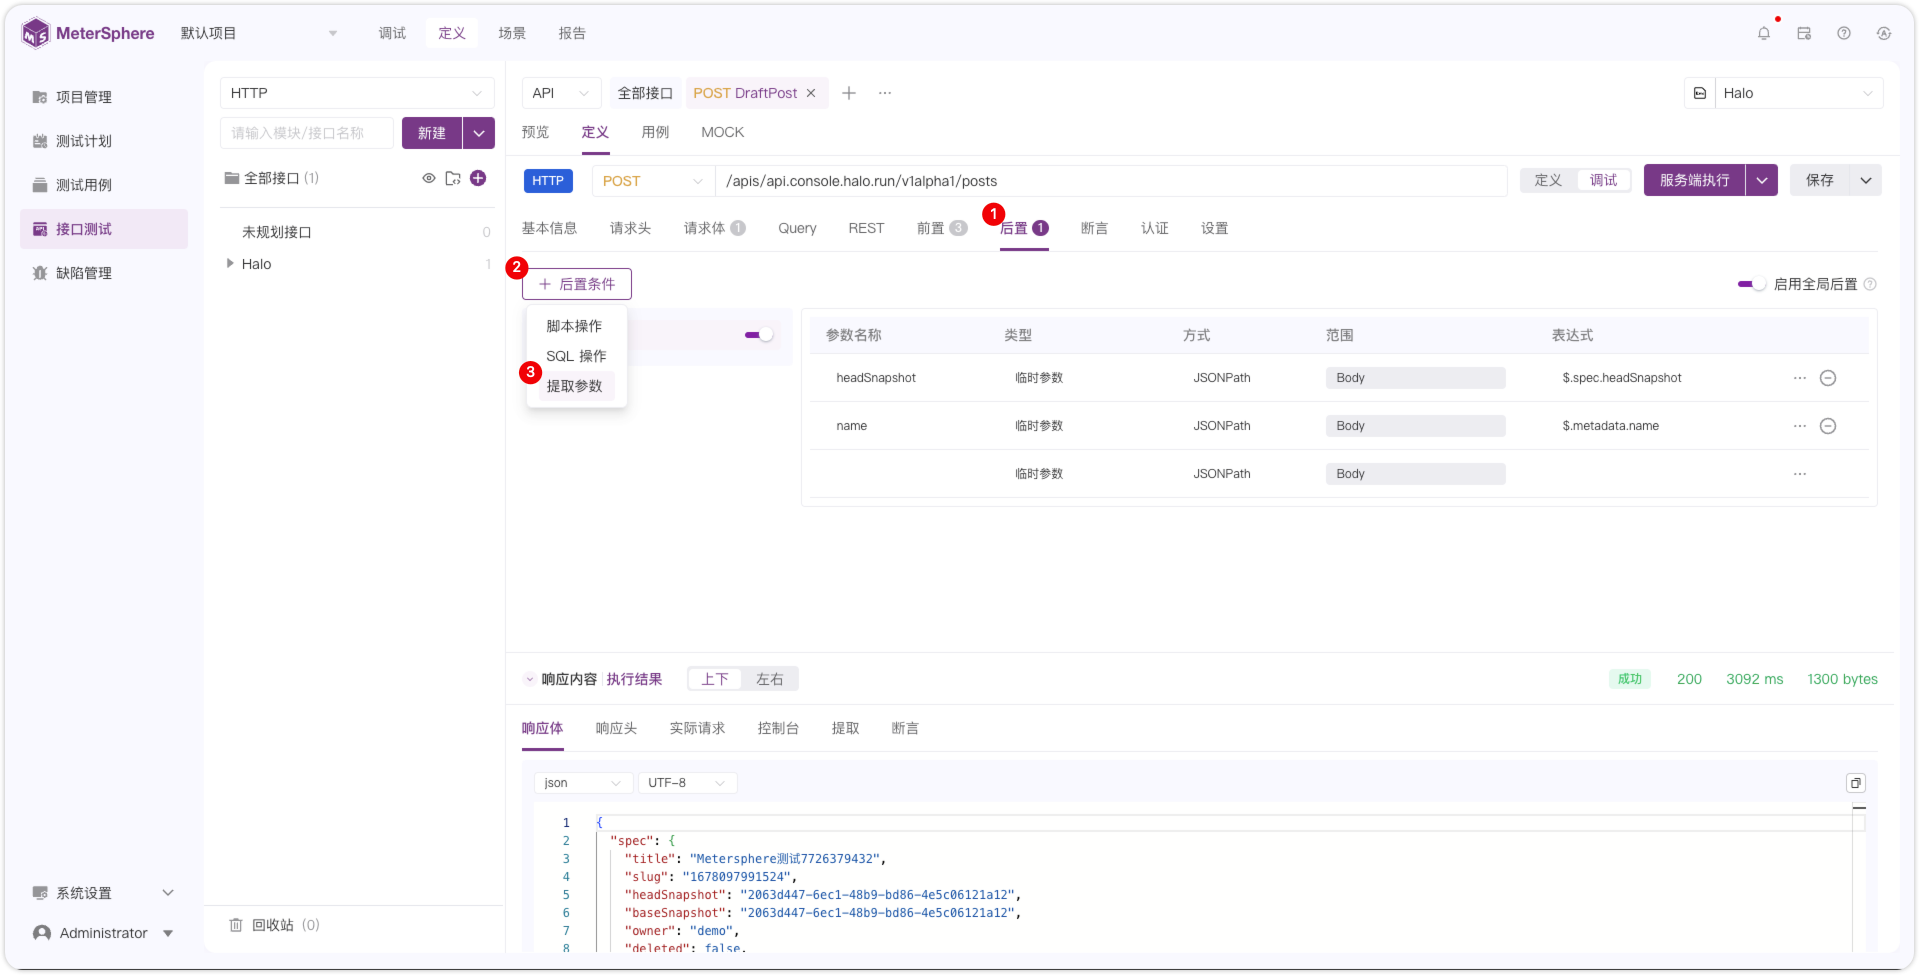 MeterSphere 默认项目 调试 定义 场景 报告
项目管理
测试计划
测试用例
接口测试
缺陷管理
系统设置
Administrator
HTTP
请输入模块/接口名称 新建
全部接口 (1)
未规划接口 0
Halo 1
回收站 (0)
API 全部接口 POST DraftPost Halo
预览 定义 用例 MOCK
HTTP POST /apis/api.console.halo.run/v1alpha1/posts 定义 调试 服务端执行 保存
1
基本信息 请求头 请求体 1 Query REST 前置 3 后置 1 断言 认证 设置
2
后置条件 启用全局后置
脚本操作
SQL 操作
3
提取参数
参数名称 类型 方式 范围 表达式
headSnapshot 临时参数 JSONPath Body $.spec.headSnapshot
name 临时参数 JSONPath Body $.metadata.name
临时参数 JSONPath Body
响应内容 执行结果 上下 左右 成功 200 3092 ms 1300 bytes
响应体 响应头 实际请求 控制台 提取 断言
json UTF-8
1 {
2 "spec": {
3 "title": "Metersphere测试7726379432",
4 "slug": "1678097991524",
5 "headSnapshot": "2063d447-6ec1-48b9-bd86-4e5c06121a12",
6 "baseSnapshot": "2063d447-6ec1-48b9-bd86-4e5c06121a12",
7 "owner": "demo",
8 "deleted": false,